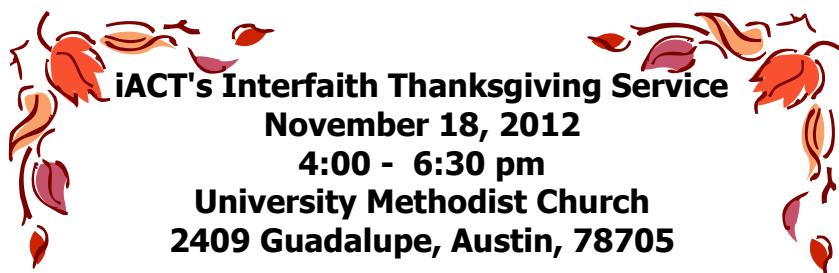 iACT's Interfaith Thanksgiving Service
November 18, 2012
4:00 -  6:30 pm
University Methodist Church
2409 Guadalupe, Austin, 78705